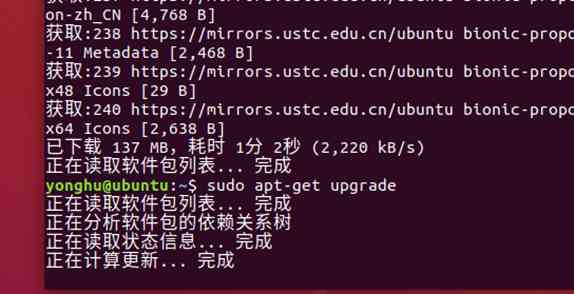 on-zh_CN [4,768 B]
获取:238 https://mirrors.ustc.edu.cn/ubuntu bionic-propo
-11 Metadata [2,468 B]
获取:239 https://mirrors.ustc.edu.cn/ubuntu bionic-propo
x48 Icons [29 B]
获取:240 https://mirrors.ustc.edu.cn/ubuntu bionic-propo
x64 Icons [2,638 B]
已下载 137 MB，耗时 1分 2秒 (2,220 kB/s)
正在读取软件包列表... 完成
yonghu@ubuntu:~$ sudo apt-get upgrade
正在读取软件包列表... 完成
正在分析软件包的依赖关系树
正在读取状态信息... 完成
正在计算更新... 完成